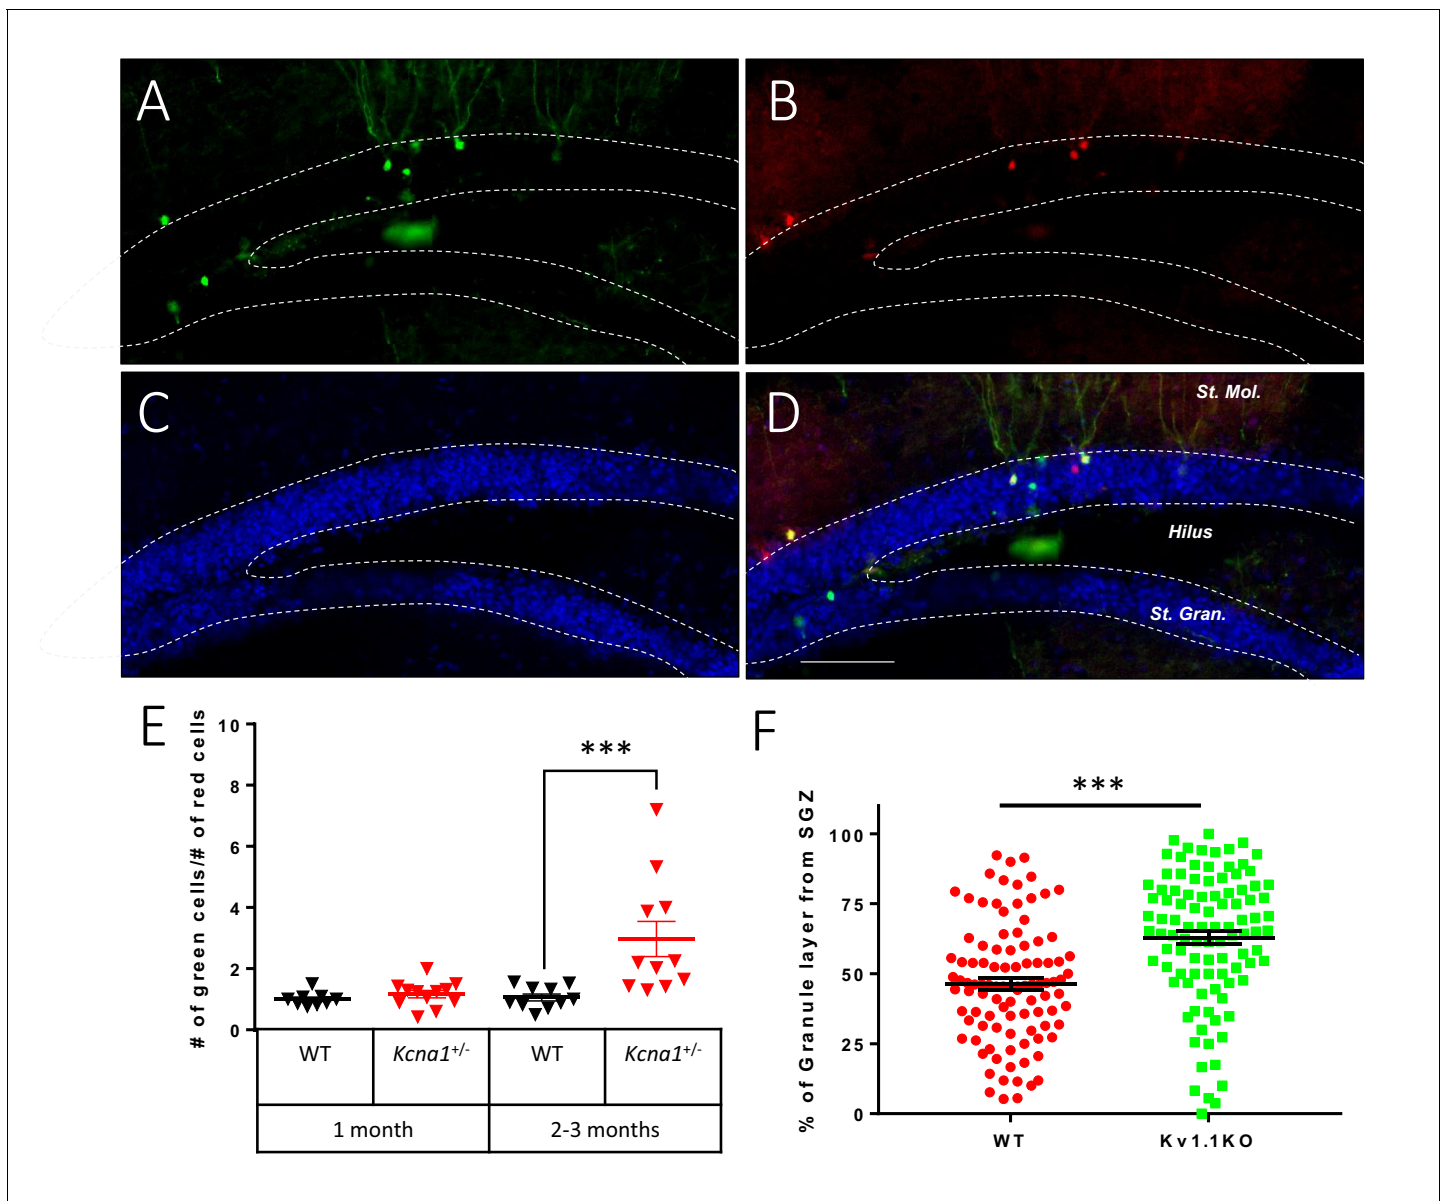 A
B
C
D
St. Mol.
Hilus
St. Gran.
E
# of green cells/# of red cells
10
8
6
4
2
0
***
WT
Kcna1+/-
WT
Kcna1+/-
1 month
2-3 months
F
% of Granule layer from SGZ
100
75
50
25
0
***
WT
Kv1.1KO